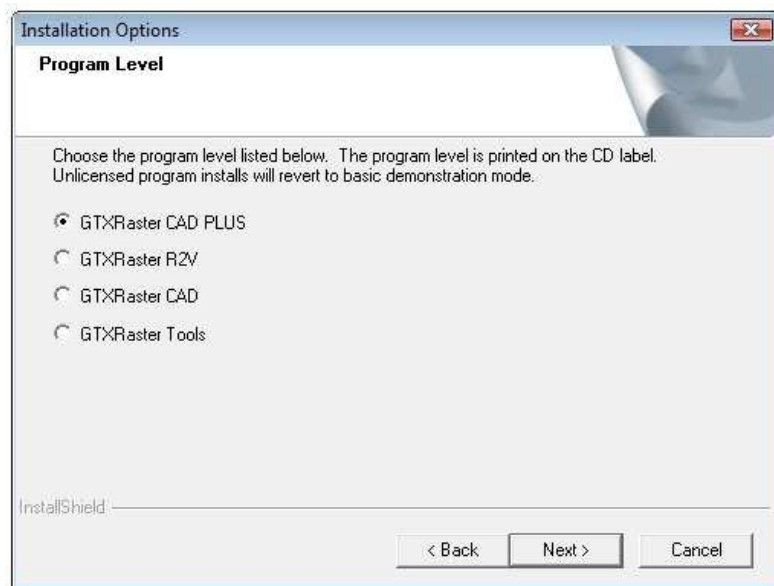 Installation Options
Program Level
Choose the program level listed below. The program level is printed on the CD label.
Unlicensed program installs will revert to basic demonstration mode.
GTXRaster CAD PLUS
GTXRaster R2V
GTXRaster CAD
GTXRaster Tools
InstallShield
< Back Next > Cancel